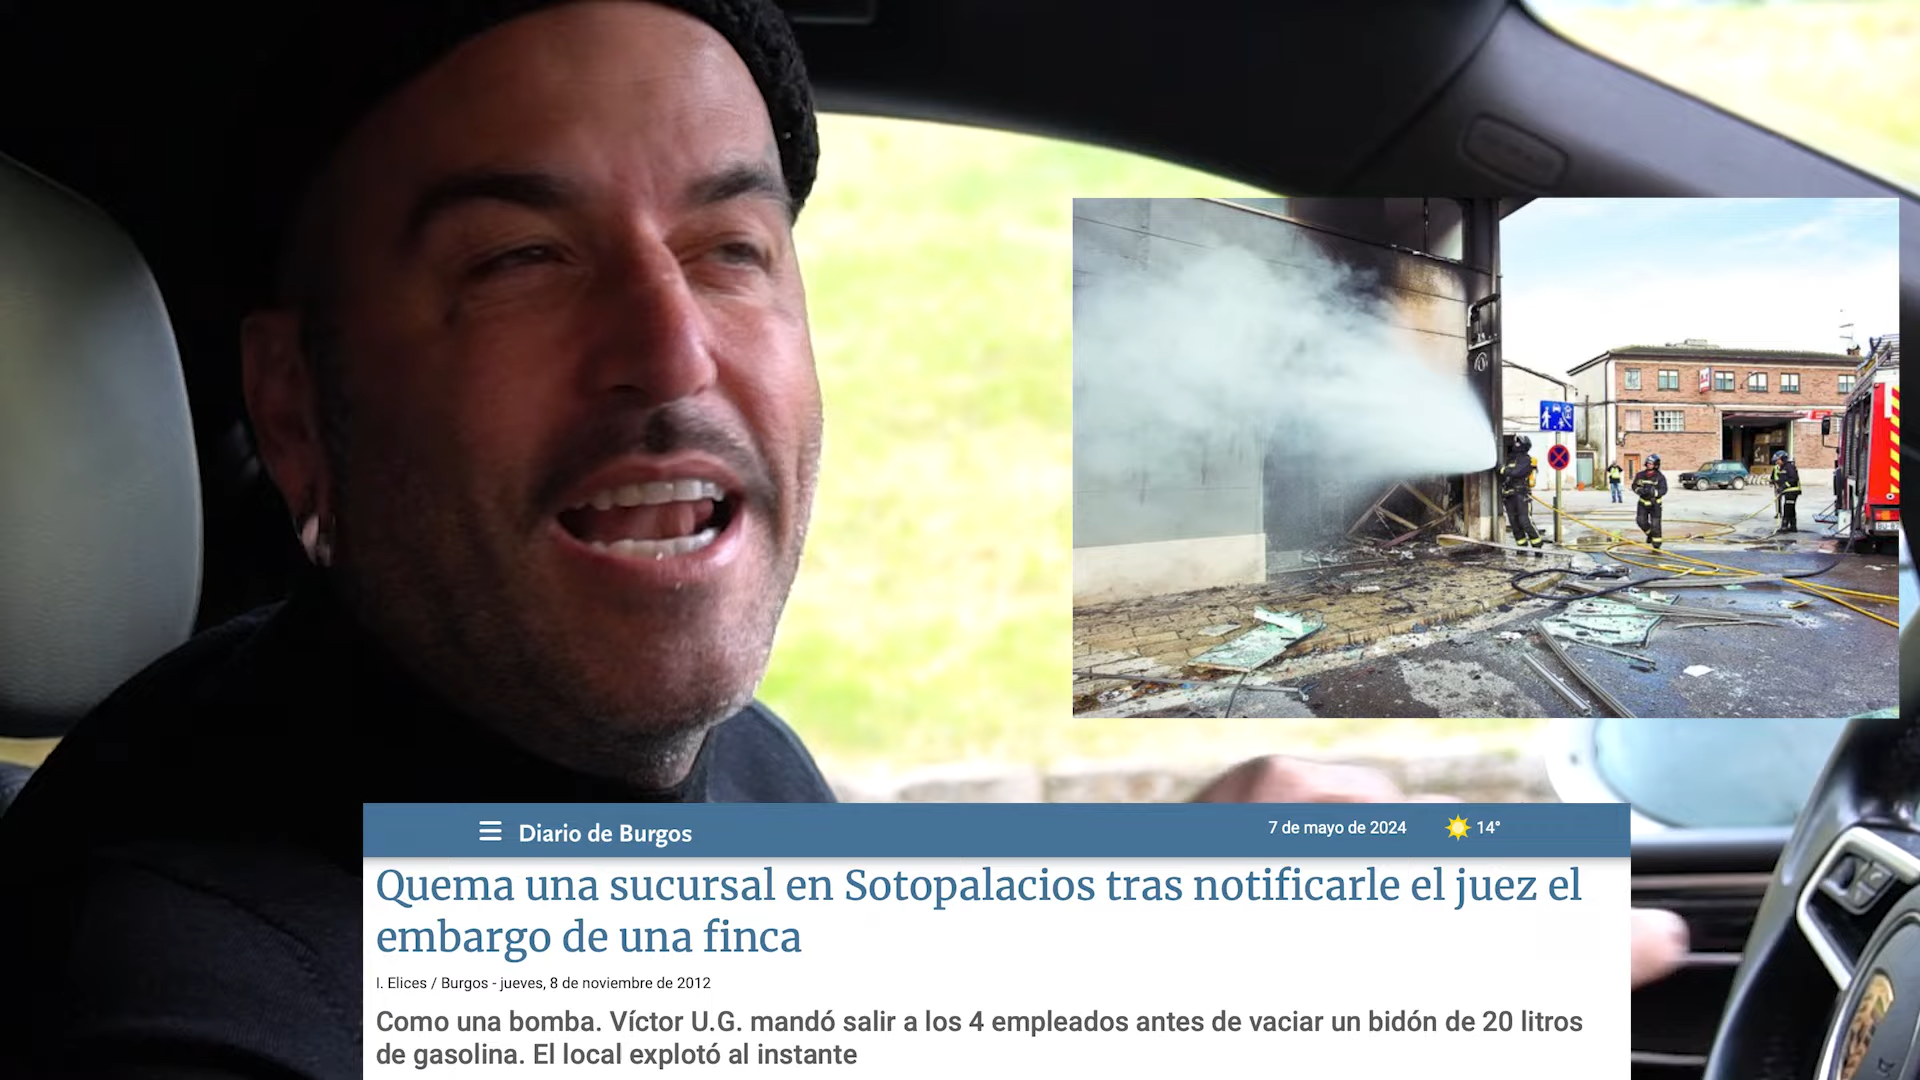 Diario de Burgos
7 de mayo de 2024
14°
Quema una sucursal en Sotopalacios tras notificarle el juez el
embargo de una finca
I. Elices / Burgos - jueves, 8 de noviembre de 2012
Como una bomba. Víctor U.G. mandó salir a los 4 empleados antes de vaciar un bidón de 20 litros
de gasolina. El local explotó al instante